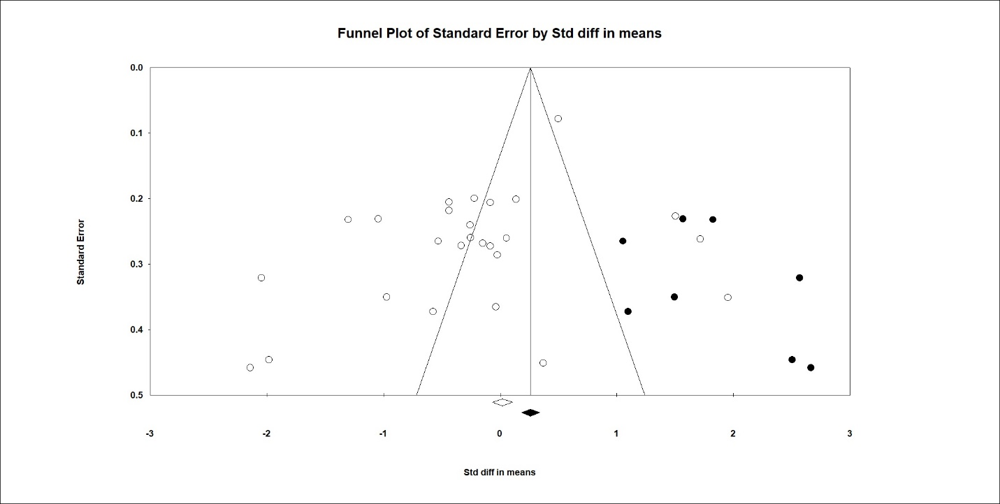 Funnel Plot of Standard Error by Std diff in means
0.0
0.1
0.2
0.3
0.4
0.5
Standard Error
-3 -2 -1 0 1 2 3
Std diff in means